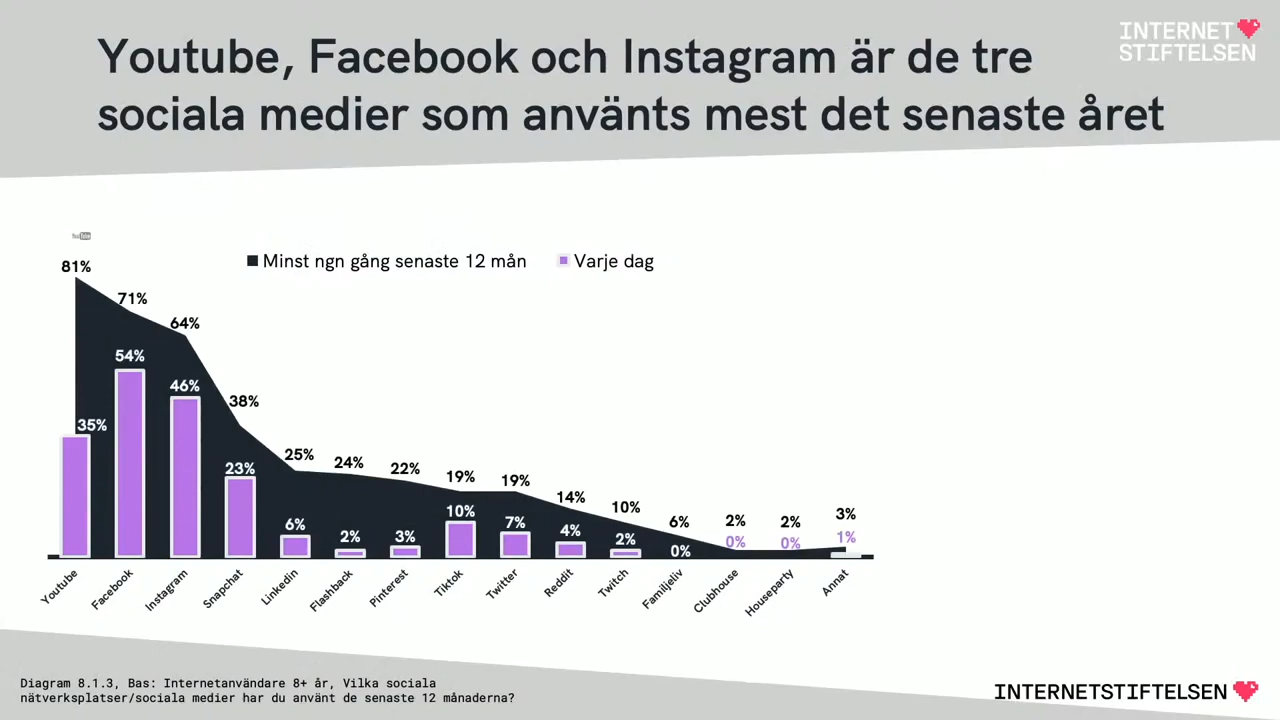 Youtube, Facebook och Instagram är de tre
sociala medier som använts mest det senaste året
INTERNET
STIFTELSEN
YouTube
Minst ngn gång senaste 12 mån
Varje dag
81%
71%
64%
38%
25%
24%
22%
19%
19%
14%
10%
6%
2%
2%
3%
35%
54%
46%
23%
6%
2%
3%
10%
7%
4%
2%
0%
0%
0%
1%
Youtube
Facebook
Instagram
Snapchat
Linkedin
Flashback
Pinterest
Tiktok
Twitter
Reddit
Twitch
Familjeliv
Clubhouse
Houseparty
Annat
Diagram 8.1.3, Bas: Internetanvändare 8+ år, Vilka sociala
nätverksplatser/sociala medier har du använt de senaste 12 månaderna?
INTERNETSTIFTELSEN